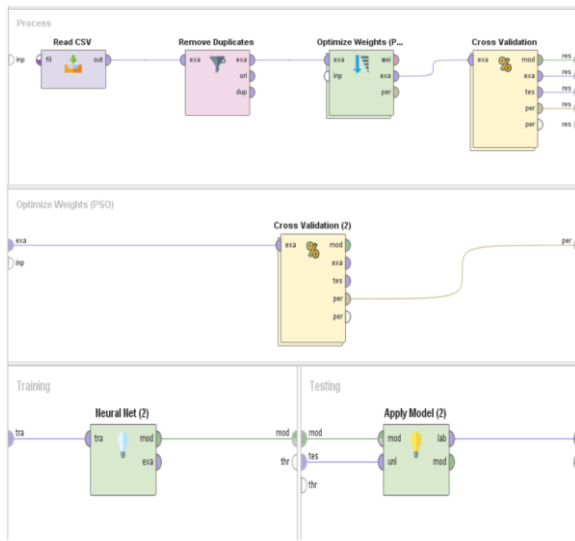 Process
Read CSV
Remove Duplicates
Optimize Weights (P...
Cross Validation
inp
fil
out
exa
exa
ori
dup
exa
inp
wei
exa
per
exa
mod
exa
tes
per
per
res
res
res
res
res
Optimize Weights (PSO)
Cross Validation (2)
exa
inp
exa
mod
exa
tes
per
per
per
Training
Testing
Neural Net (2)
Apply Model (2)
tra
tra
mod
exa
mod
thr
mod
tes
thr
mod
unl
lab
mod